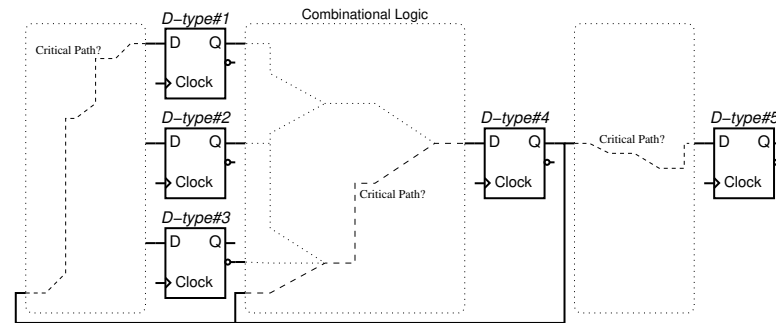 Combinational Logic
D-type#1
Critical Path?
D Q
Clock
D-type#2
D Q
Clock
D-type#4
D Q
Clock
D-type#5
D
Clock
Critical Path?
Critical Path?
D-type#3
D Q
Clock